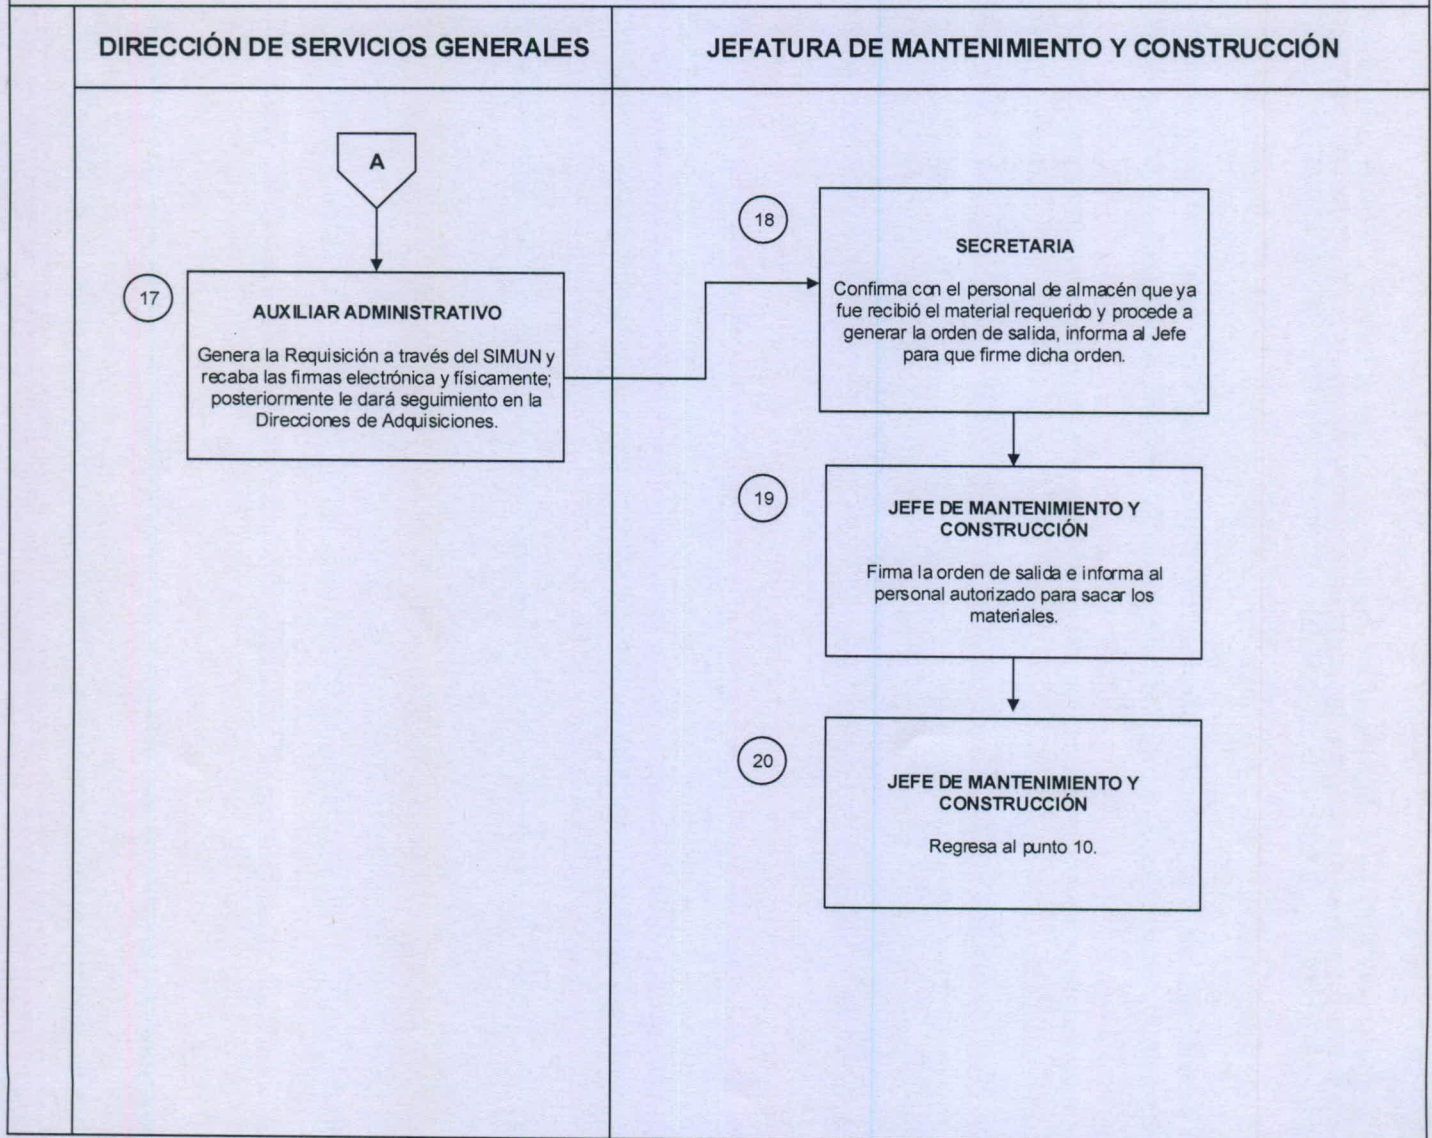 DIRECCIÓN DE SERVICIOS GENERALES
JEFATURA DE MANTENIMIENTO Y CONSTRUCCIÓN
A
17
AUXILIAR ADMINISTRATIVO
Genera la Requisición a través del SIMUN y
recaba las firmas electrónica y físicamente;
posteriormente le dará seguimiento en la
Direcciones de Adquisiciones.
18
SECRETARIA
Confirma con el personal de almacén que ya
fue recibió el material requerido y procede a
generar la orden de salida, informa al Jefe
para que firme dicha orden.
19
JEFE DE MANTENIMIENTO Y
CONSTRUCCIÓN
Firma la orden de salida e informa al
personal autorizado para sacar los
materiales.
20
JEFE DE MANTENIMIENTO Y
CONSTRUCCIÓN
Regresa al punto 10.